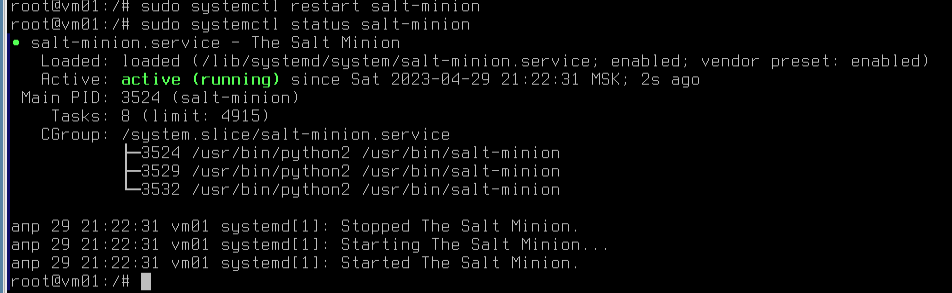 root@vm01:/# sudo systemctl restart salt-minion
root@vm01:/# sudo systemctl status salt-minion
● salt-minion.service - The Salt Minion
   Loaded: loaded (/lib/systemd/system/salt-minion.service; enabled; vendor preset: enabled)
   Active: active (running) since Sat 2023-04-29 21:22:31 MSK; 2s ago
 Main PID: 3524 (salt-minion)
    Tasks: 8 (limit: 4915)
   CGroup: /system.slice/salt-minion.service
           ├─3524 /usr/bin/python2 /usr/bin/salt-minion
           ├─3529 /usr/bin/python2 /usr/bin/salt-minion
           └─3532 /usr/bin/python2 /usr/bin/salt-minion
апр 29 21:22:31 vm01 systemd[1]: Stopped The Salt Minion.
апр 29 21:22:31 vm01 systemd[1]: Starting The Salt Minion...
апр 29 21:22:31 vm01 systemd[1]: Started The Salt Minion.
root@vm01:/#